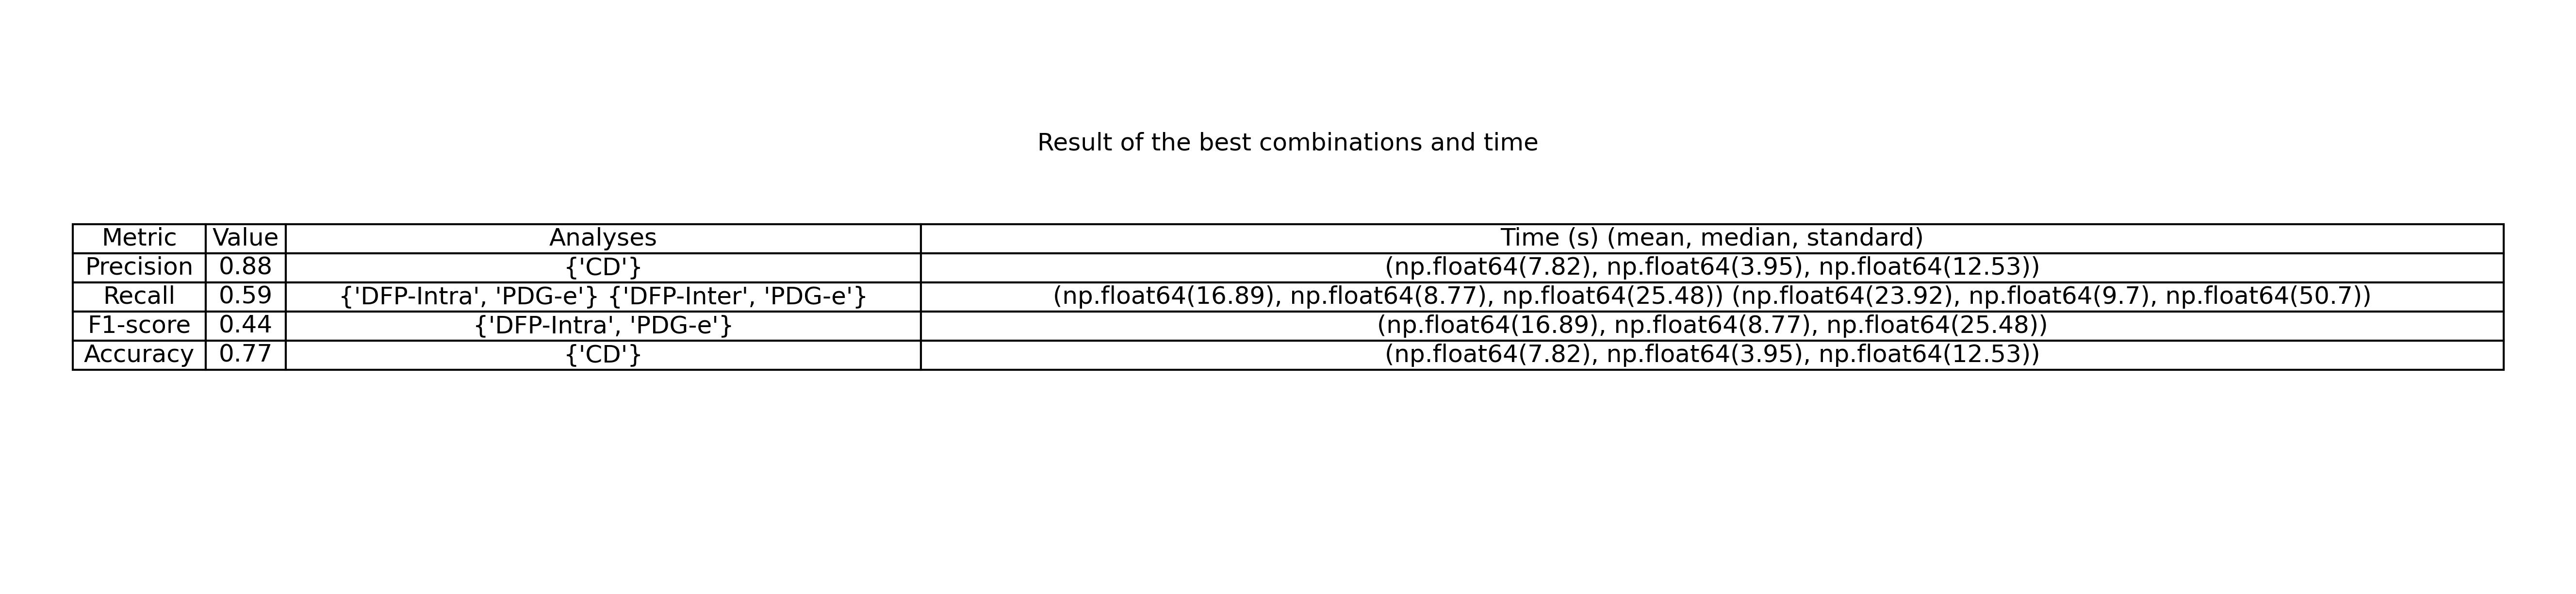 Result of the best combinations and time
Metric Value Analyses Time (s) (mean, median, standard)
Precision 0.88 {'CD'} (np.float64(7.82), np.float64(3.95), np.float64(12.53))
Recall 0.59 {'DFP-Intra', 'PDG-e'} {'DFP-Inter', 'PDG-e'} (np.float64(16.89), np.float64(8.77), np.float64(25.48)) (np.float64(23.92), np.float64(9.7), np.float64(50.7))
F1-score 0.44 {'DFP-Intra', 'PDG-e'} (np.float64(16.89), np.float64(8.77), np.float64(25.48))
Accuracy 0.77 {'CD'} (np.float64(7.82), np.float64(3.95), np.float64(12.53))